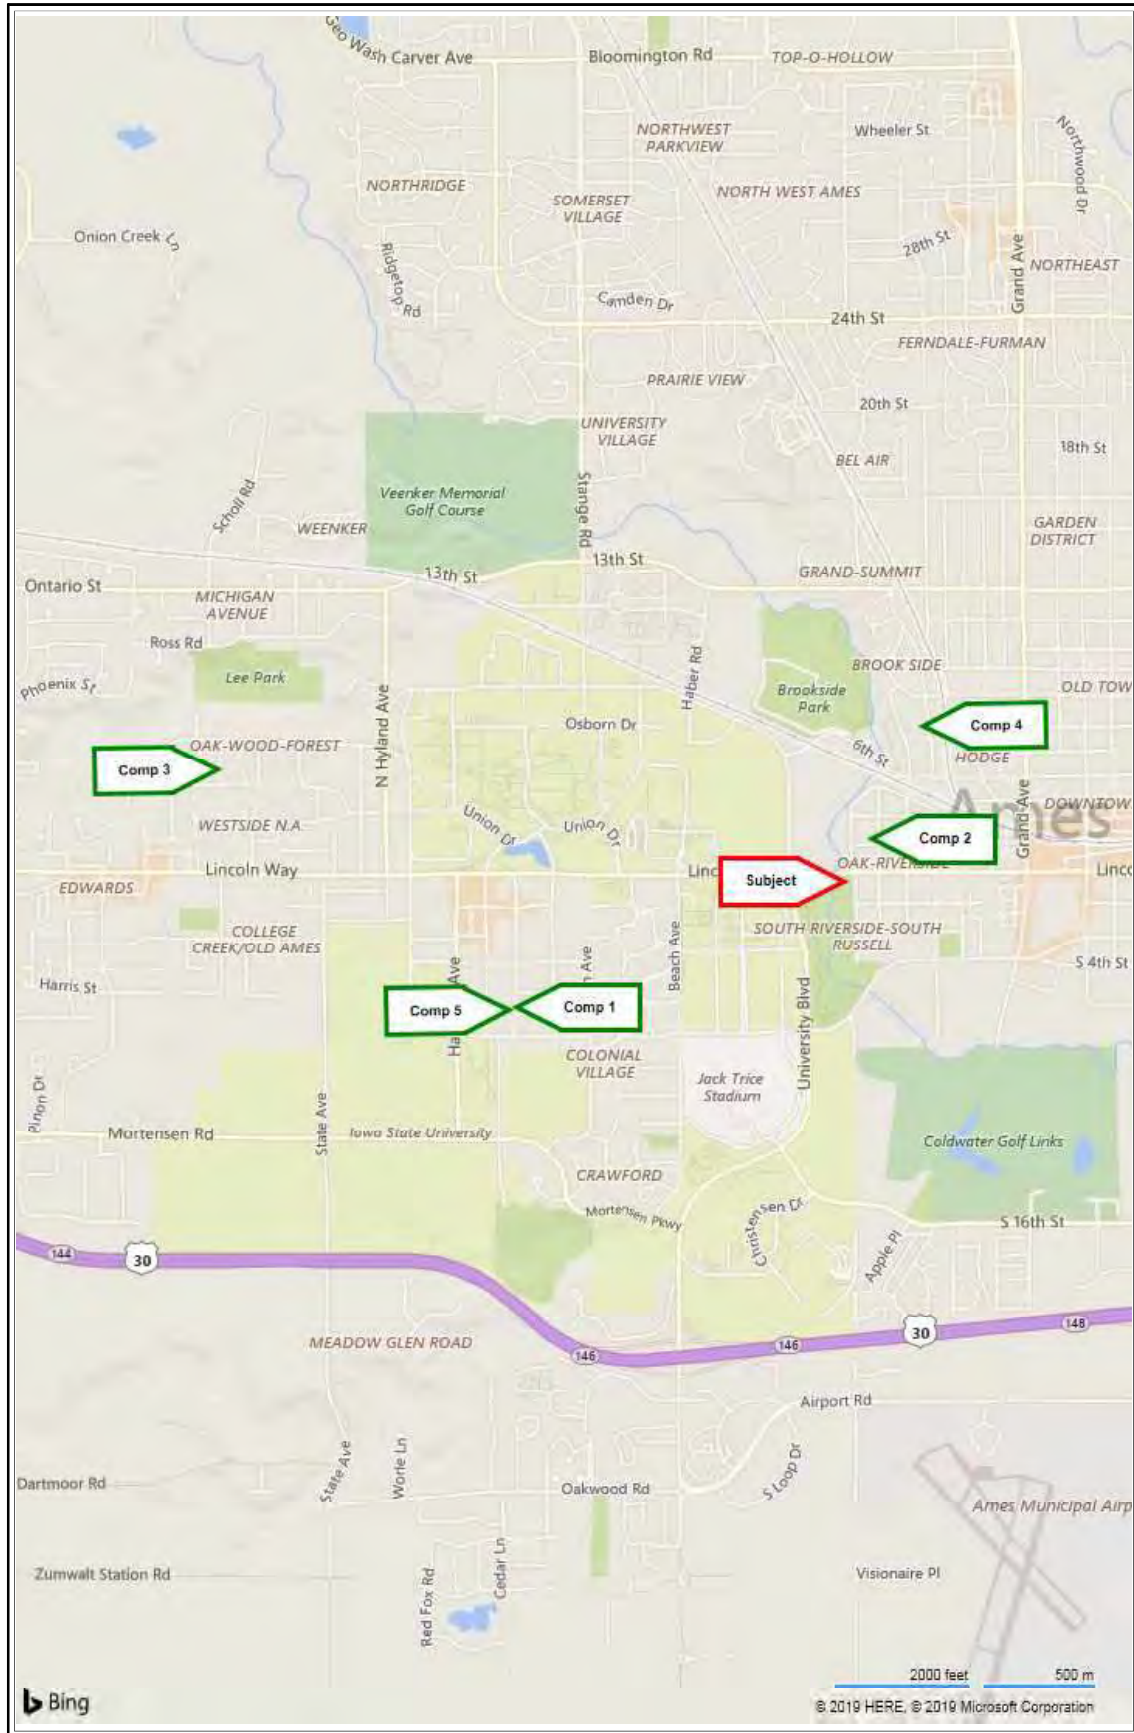 Geo Wash Carver Ave
Bloomington Rd
TOP-O-HOLLOW
Wheeler St
Northwood Dr
NORTHWEST
PARKVIEW
NORTHRIDGE
SOMERSET
VILLAGE
NORTH WEST AMES
Onion Creek Ln
28th St
Grand Ave
NORTHEAST
Ridgetop Rd
Camden Dr
24th St
FERNDALE-FURMAN
PRAIRIE VIEW
20th St
UNIVERSITY
VILLAGE
18th St
BEL AIR
Scholl Rd
Veenker Memorial
Golf Course
Stange Rd
WEENKER
GARDEN
DISTRICT
13th St
13th St
GRAND-SUMMIT
Ontario St
MICHIGAN
AVENUE
Ross Rd
BROOK SIDE
Lee Park
Phoenix St
Haber Rd
Brookside
Park
OLD TOW
N Hyland Ave
Osborn Dr
Comp 4
OAK-WOOD-FOREST
6th St
HODGE
Comp 3
Ames
Grand Ave
DOWNTOW
WESTSIDE N.A.
Union Dr
Union Dr
Comp 2
OAK-RIVERSIDE
Lincoln Way
Linc
Subject
Linc
EDWARDS
COLLEGE
CREEK/OLD AMES
Beach Ave
SOUTH RIVERSIDE-SOUTH
RUSSELL
S 4th St
Harris St
Ha
Ave
n Ave
Comp 5
Comp 1
University Blvd
COLONIAL
VILLAGE
Jack Trice
Stadium
Pinon Dr
State Ave
Mortensen Rd
Iowa State University
Coldwater Golf Links
CRAWFORD
Mortensen Pkwy
Christensen Dr
S 16th St
Apple Pl
144
30
30
148
MEADOW GLEN ROAD
146
146
Airport Rd
State Ave
Worle Ln
S Loop Dr
Dartmoor Rd
Oakwood Rd
Ames Municipal Airp
Zumwalt Station Rd
Red Fox Rd
Cedar Ln
Visionaire Pl
2000 feet
500 m
Bing
© 2019 HERE, © 2019 Microsoft Corporation